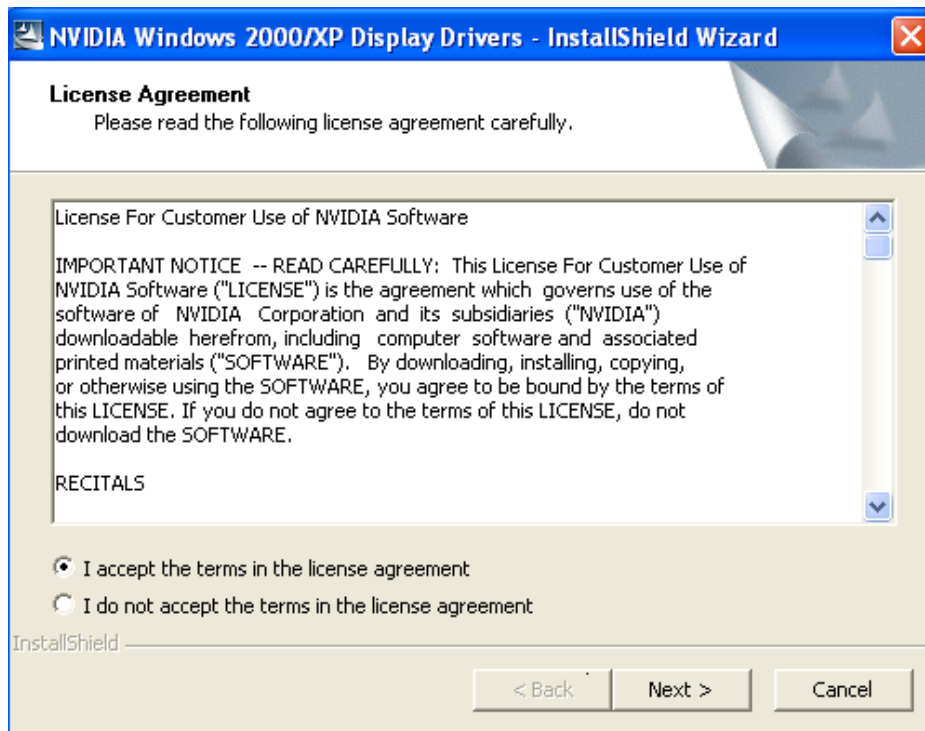 NVIDIA Windows 2000/XP Display Drivers - InstallShield Wizard
License Agreement
Please read the following license agreement carefully.
License For Customer Use of NVIDIA Software
IMPORTANT NOTICE -- READ CAREFULLY: This License For Customer Use of
NVIDIA Software ("LICENSE") is the agreement which governs use of the
software of NVIDIA Corporation and its subsidiaries ("NVIDIA")
downloadable herefrom, including computer software and associated
printed materials ("SOFTWARE"). By downloading, installing, copying,
or otherwise using the SOFTWARE, you agree to be bound by the terms of
this LICENSE. If you do not agree to the terms of this LICENSE, do not
download the SOFTWARE.
RECITALS
I accept the terms in the license agreement
I do not accept the terms in the license agreement
InstallShield
< Back
Next >
Cancel